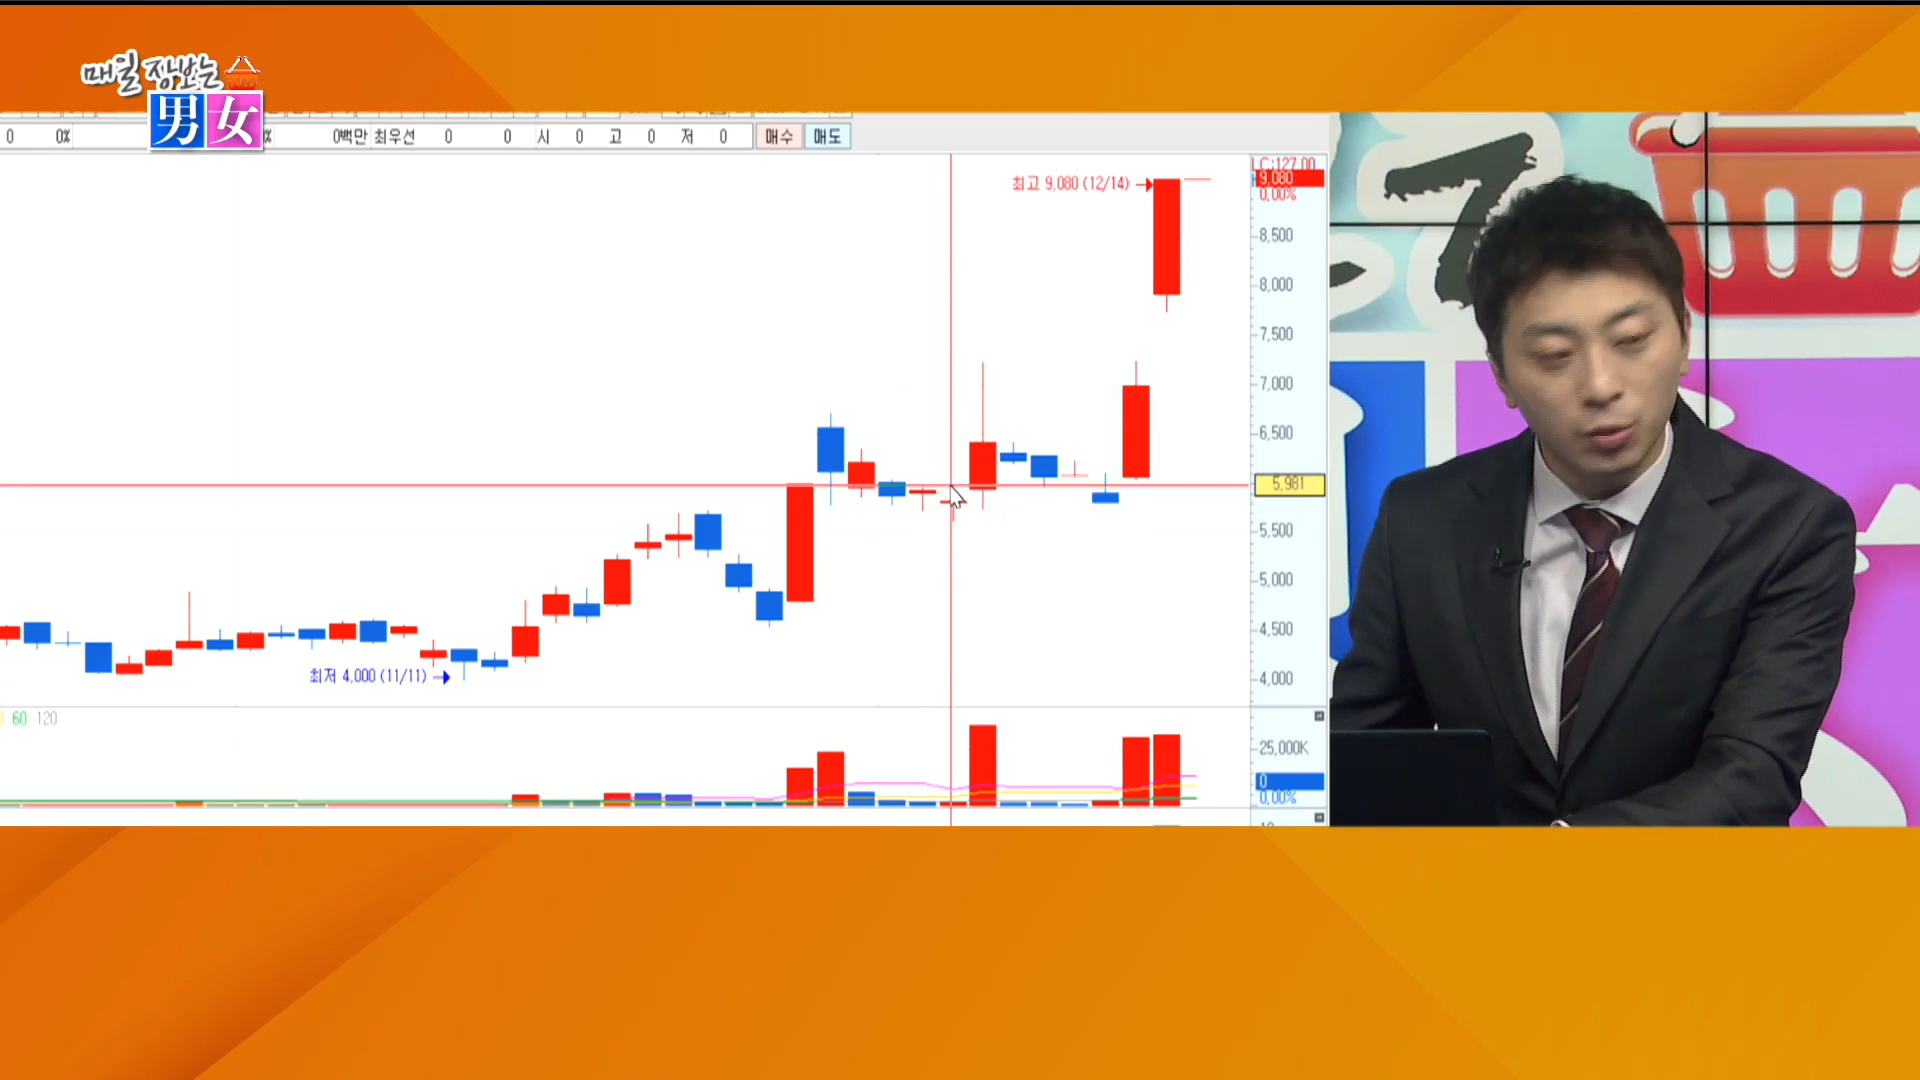 매일 장보는
男女
0 0% % 0백만 최우선 0 0 시 0 고 0 저 0 매수 매도
LC:127.00
최고 9,080 (12/14)
9,080
0.00%
8,500
8,000
7,500
7,000
6,500
5,981
5,500
5,000
4,500
최저 4,000 (11/11)
4,000
60 120
25,000K
0
0.00%